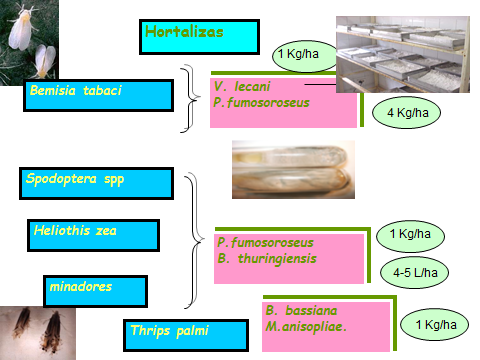 Hortalizas
1 Kg/ha
Bemisia tabaci
V. lecani
P.fumosoroseus
4 Kg/ha
Spodoptera spp
Heliothis zea
minadores
P.fumosoroseus
B. thuringiensis
1 Kg/ha
4-5 L/ha
Thrips palmi
B. bassiana
M.anisopliae.
1 Kg/ha